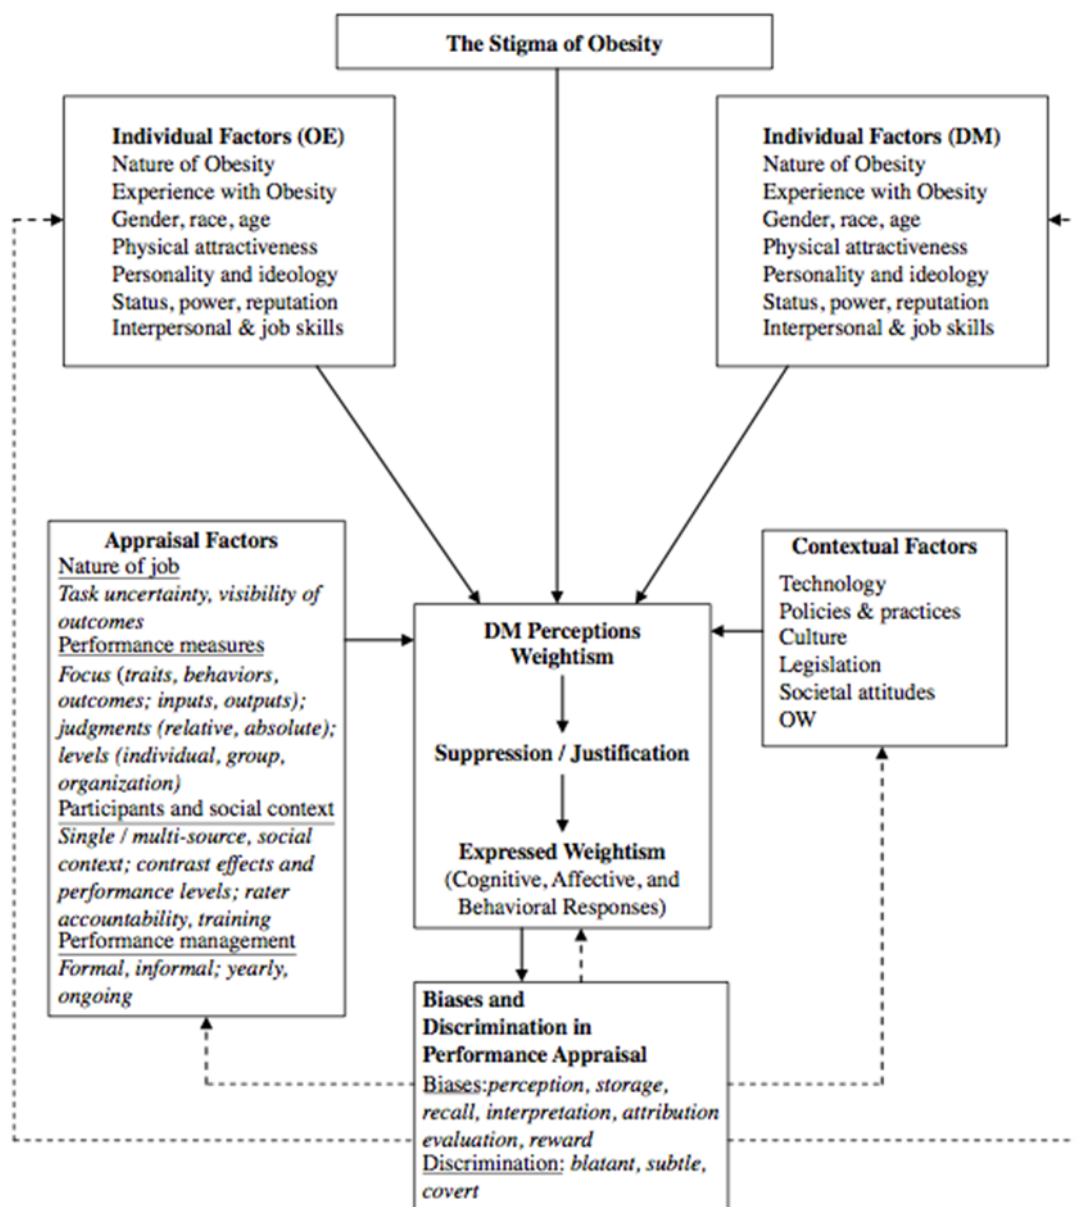 The Stigma of Obesity
Individual Factors (OE)
Nature of Obesity
Experience with Obesity
Gender, race, age
Physical attractiveness
Personality and ideology
Status, power, reputation
Interpersonal & job skills
Individual Factors (DM)
Nature of Obesity
Experience with Obesity
Gender, race, age
Physical attractiveness
Personality and ideology
Status, power, reputation
Interpersonal & job skills
Appraisal Factors
Nature of job
Task uncertainty, visibility of
outcomes
Performance measures
Focus (traits, behaviors,
outcomes; inputs, outputs);
judgments (relative, absolute);
levels (individual, group,
organization)
Participants and social context
Single / multi-source, social
context; contrast effects and
performance levels; rater
accountability, training
Performance management
Formal, informal; yearly,
ongoing
DM Perceptions
Weightism
Suppression / Justification
Expressed Weightism
(Cognitive, Affective, and
Behavioral Responses)
Contextual Factors
Technology
Policies & practices
Culture
Legislation
Societal attitudes
OW
Biases and
Discrimination in
Performance Appraisal
Biases:perception, storage,
recall, interpretation, attribution
evaluation, reward
Discrimination: blatant, subtle,
covert